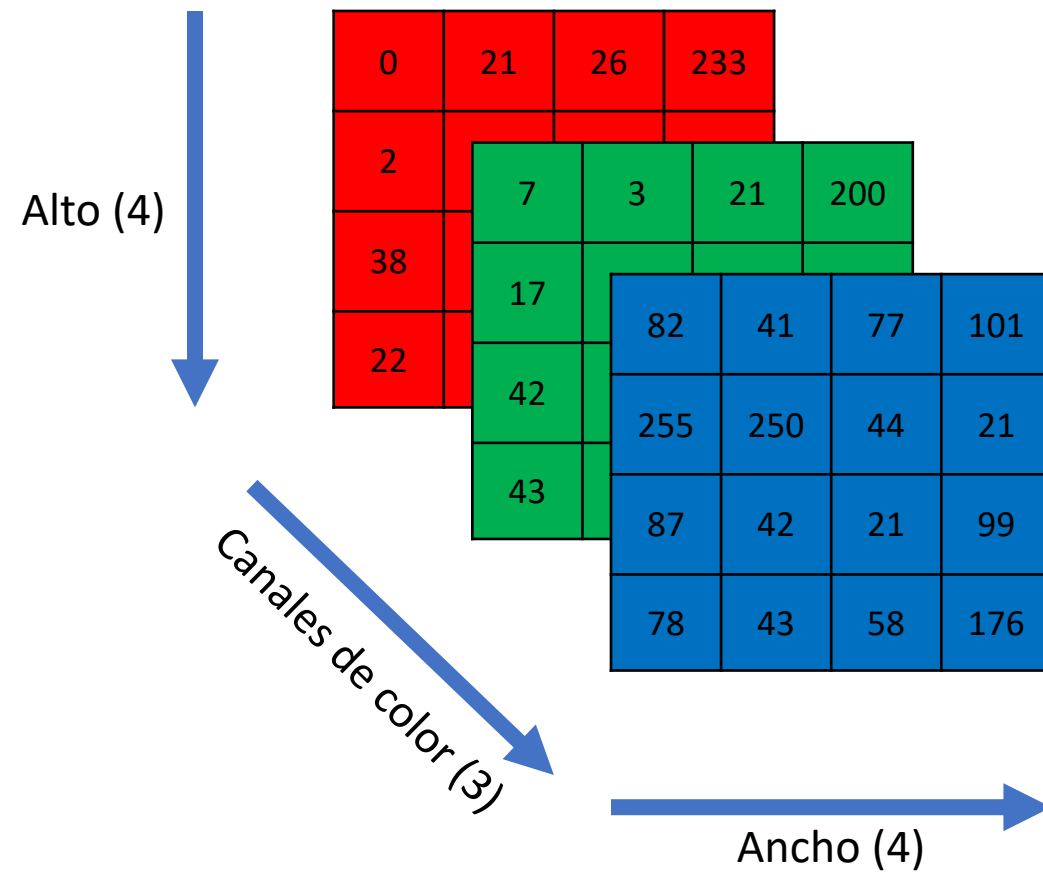 0 21 26 233
2
38
22
7 3 21 200
17
42
43
82 41 77 101
255 250 44 21
87 42 21 99
78 43 58 176
Alto (4)
Canales de color (3)
Ancho (4)